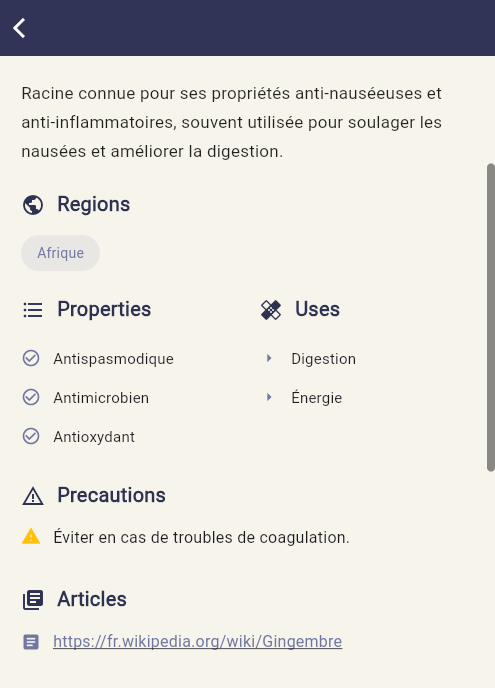 Racine connue pour ses propriétés anti-nauséeuses et
anti-inflammatoires, souvent utilisée pour soulager les
nausées et améliorer la digestion.
Regions
Afrique
Properties
Antispasmodique
Antimicrobien
Antioxydant
Uses
Digestion
Énergie
Precautions
Éviter en cas de troubles de coagulation.
Articles
https://fr.wikipedia.org/wiki/Gingembre